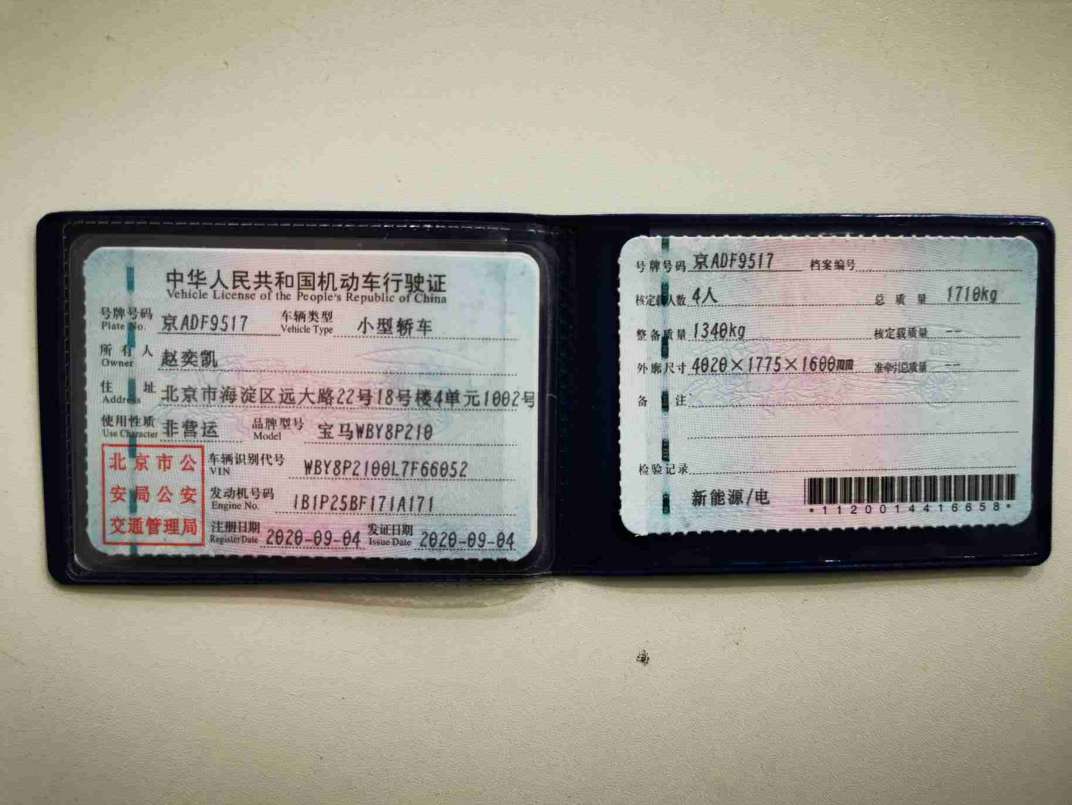 中华人民共和国机动车行驶证
Vehicle License of the People's Republic of China
号牌号码 京ADF9517 车辆类型 小型轿车
Plate No. Vehicle Type
所有人 赵奕凯
Owner
住址 北京市海淀区远大路22号18号楼4单元1002号
Address
使用性质 非营运 品牌型号 宝马WBY8P210
Use Character Model
北京市公安局公安交通管理局
车辆识别代号 WBY8P2100L7F66052
VIN
发动机号码 IB1P25BF171A171
Engine No.
注册日期 2020-09-04 发证日期 2020-09-04
Register Date Issue Date
号牌号码 京ADF9517 档案编号
核定载人数 4人 总质量 1710kg
整备质量 1340kg 核定载质量 --
外廓尺寸 4020×1775×1600mm 准牵引总质量 --
备注
检验记录
新能源/电
*1120014416658*